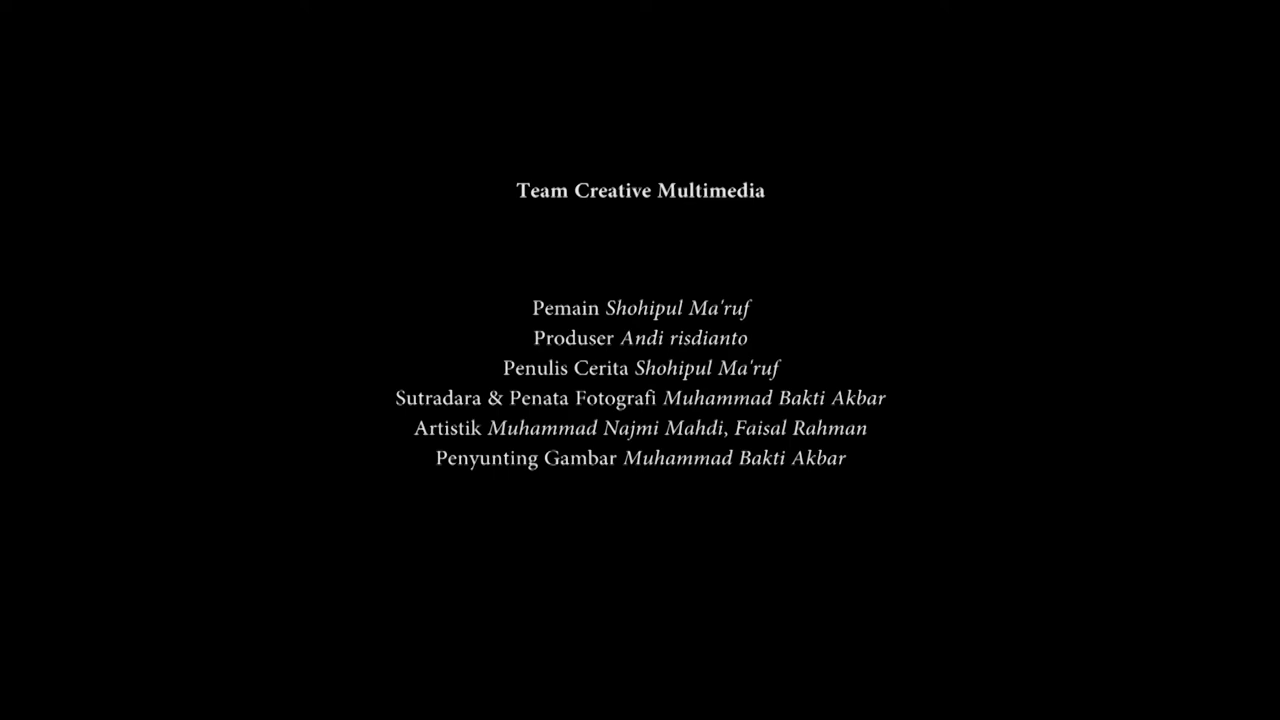 Team Creative Multimedia
Pemain Shohipul Ma'ruf
Produser Andi risdianto
Penulis Cerita Shohipul Ma'ruf
Sutradara & Penata Fotografi Muhammad Bakti Akbar
Artistik Muhammad Najmi Mahdi, Faisal Rahman
Penyunting Gambar Muhammad Bakti Akbar